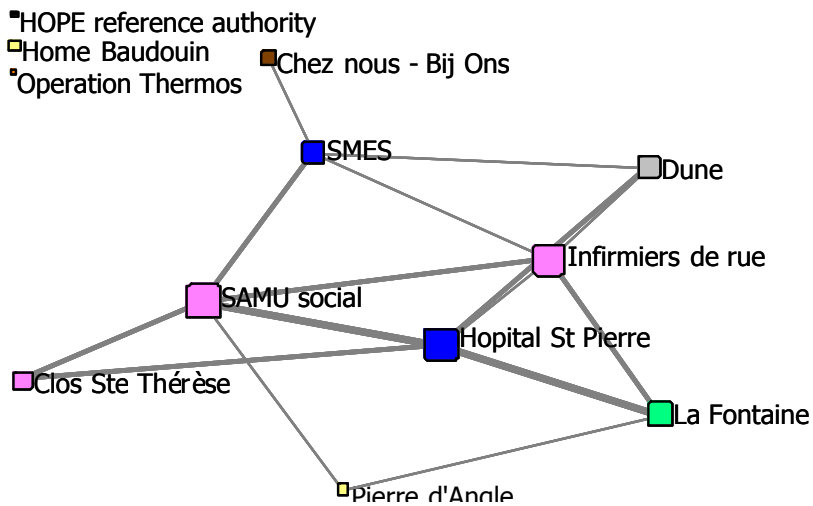 HOPE reference authority
Home Baudouin
Chez nous - Bij Ons
Operation Thermos
SMES
Dune
Infirmiers de rue
SAMU social
Hopital St Pierre
Clos Ste Thérèse
La Fontaine
Pierre d'Angle